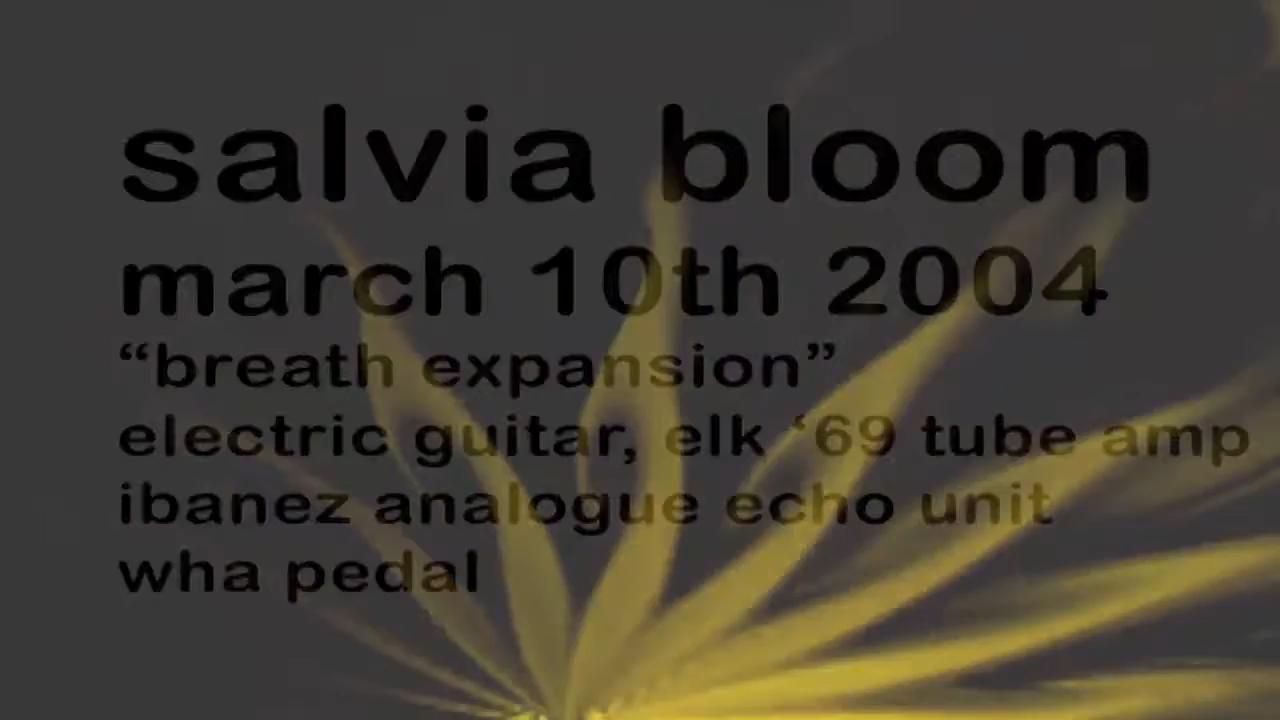 salvia bloom
march 10th 2004
“breath expansion”
electric guitar, elk ‘69 tube amp
ibanez analogue echo unit
wha pedal